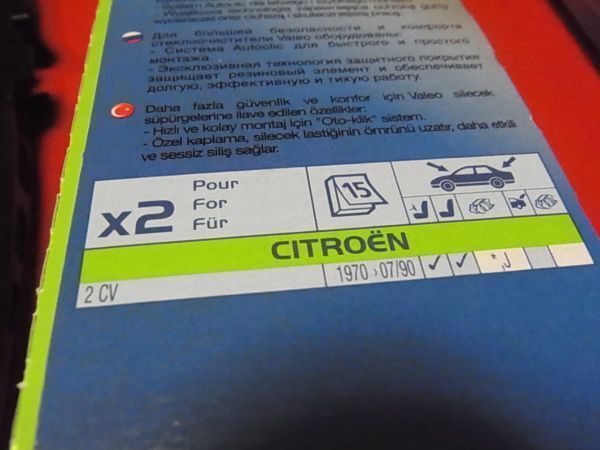 Для большей безопасности и комфорта
стеклоочистители Valeo оборудованы:
- Система Autoclic для быстрого и простого
монтажа.
- Эксклюзивная технология защитного покрытия
защищает резиновый элемент и обеспечивает
долгую, эффективную и тихую работу.
Daha fazla güvenlik ve konfor için Valeo silecek
süpürgelerine ilave edilen özellikler:
- Hızlı ve kolay montaj için "Oto-klik" sistem.
- Özel kaplama, silecek lastiğinin ömrünü uzatır, daha etkili
ve sessiz siliş sağlar.
x2
Pour
For
Für
15
CITROËN
2 CV 1970 › 07/90 ✓ ✓ *,J